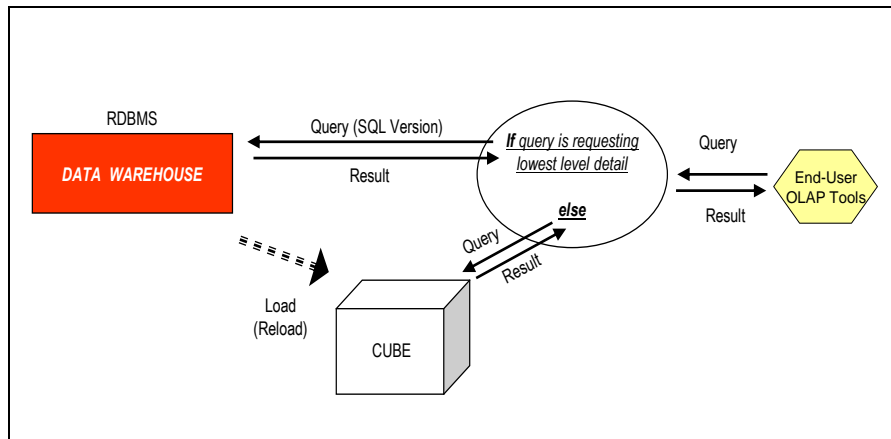 RDBMS
DATA WAREHOUSE
Query (SQL Version)
Result
If query is requesting
lowest level detail
else
Query
Result
End-User
OLAP Tools
Query
Result
Load
(Reload)
CUBE